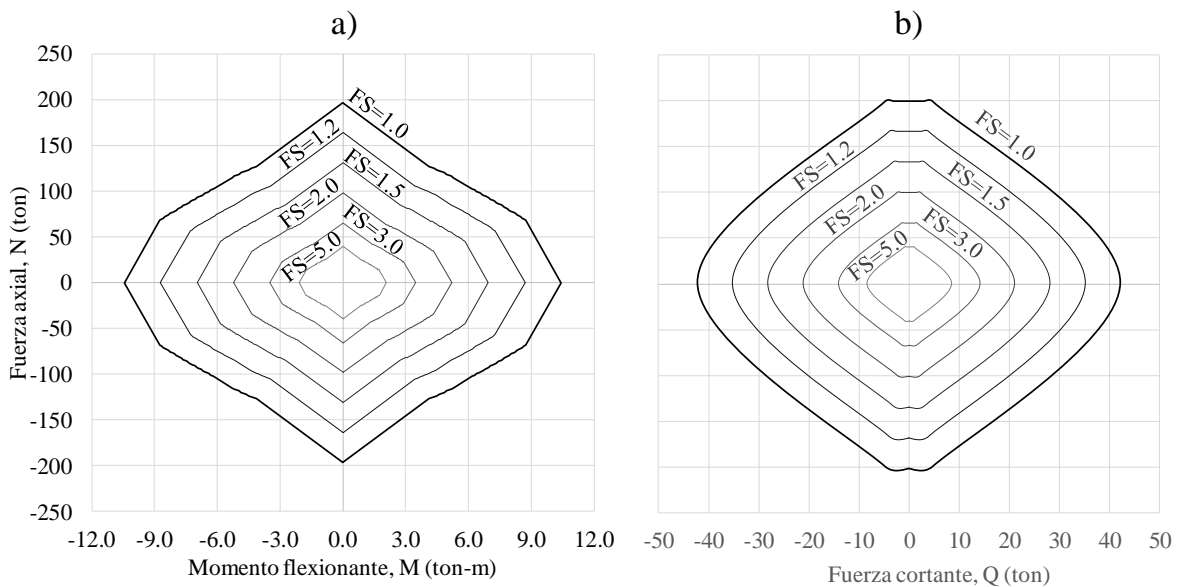 a)
b)
250
200
150
100
50
0
-50
-100
-150
-200
-250
Fuerza axial, N (ton)
FS=1.0
FS=1.2
FS=1.5
FS=2.0
FS=3.0
FS=5.0
-12.0 -9.0 -6.0 -3.0 0.0 3.0 6.0 9.0 12.0
Momento flexionante, M (ton-m)
FS=1.0
FS=1.2
FS=1.5
FS=2.0
FS=3.0
FS=5.0
-50 -40 -30 -20 -10 0 10 20 30 40 50
Fuerza cortante, Q (ton)